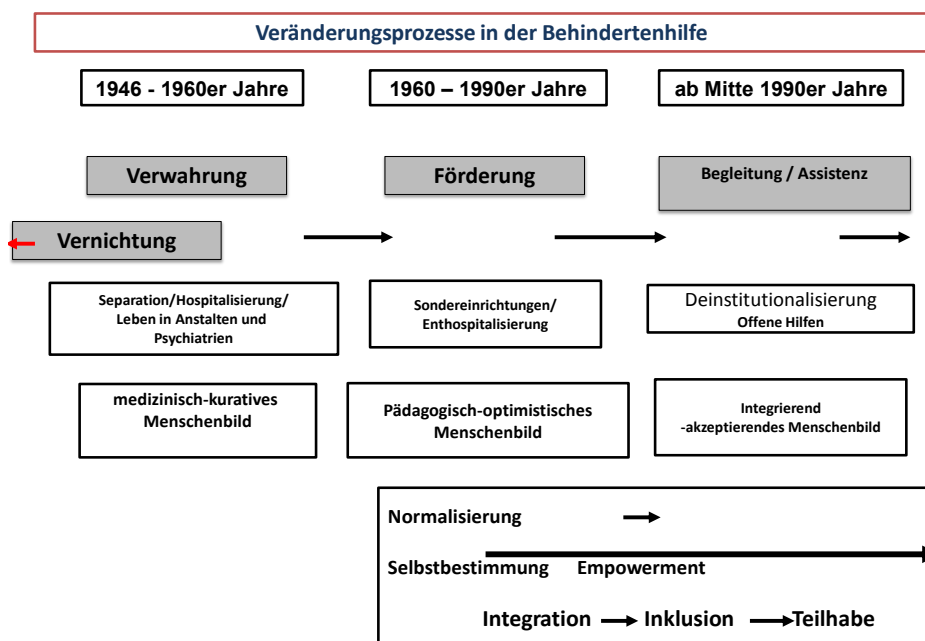 Veränderungsprozesse in der Behindertenhilfe
1946 - 1960er Jahre
1960 – 1990er Jahre
ab Mitte 1990er Jahre
Verwahrung
Förderung
Begleitung / Assistenz
Vernichtung
Separation/Hospitalisierung/
Leben in Anstalten und
Psychiatrien
Sondereinrichtungen/
Enthospitalisierung
Deinstitutionalisierung
Offene Hilfen
medizinisch-kuratives
Menschenbild
Pädagogisch-optimistisches
Menschenbild
Integrierend
-akzeptierendes Menschenbild
Normalisierung
Selbstbestimmung Empowerment
Integration Inklusion Teilhabe